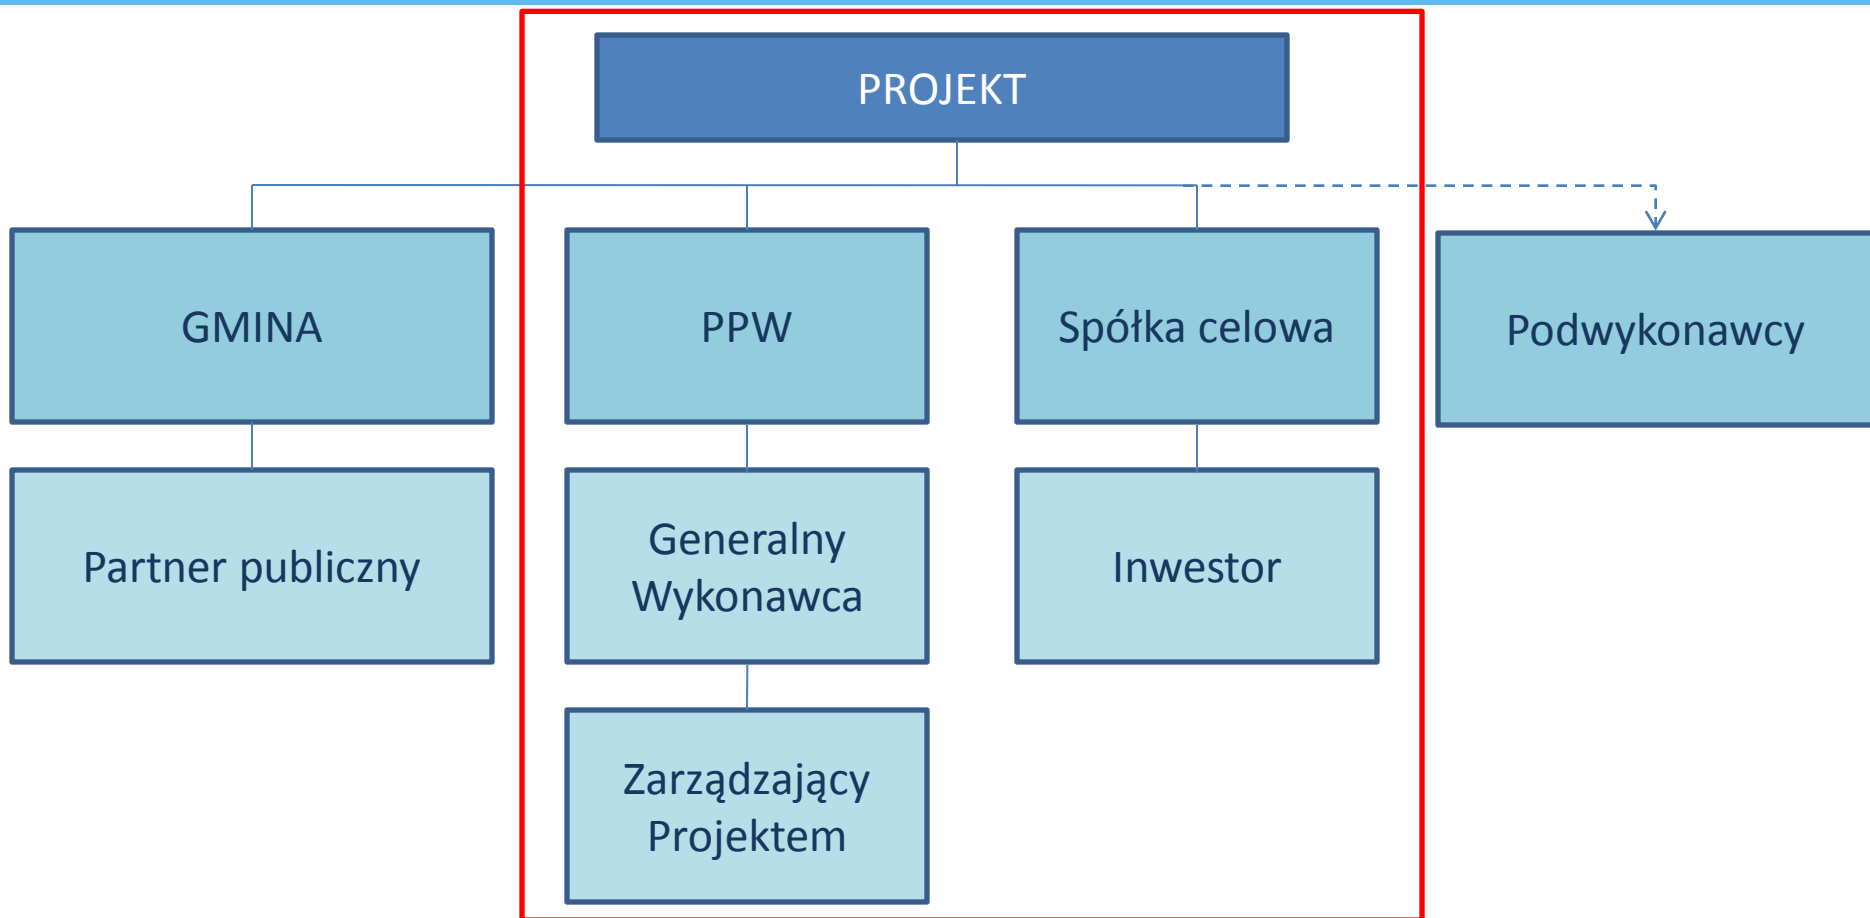 PROJEKT
GMINA
PPW
Spółka celowa
Podwykonawcy
Partner publiczny
Generalny
Wykonawca
Inwestor
Zarządzający
Projektem